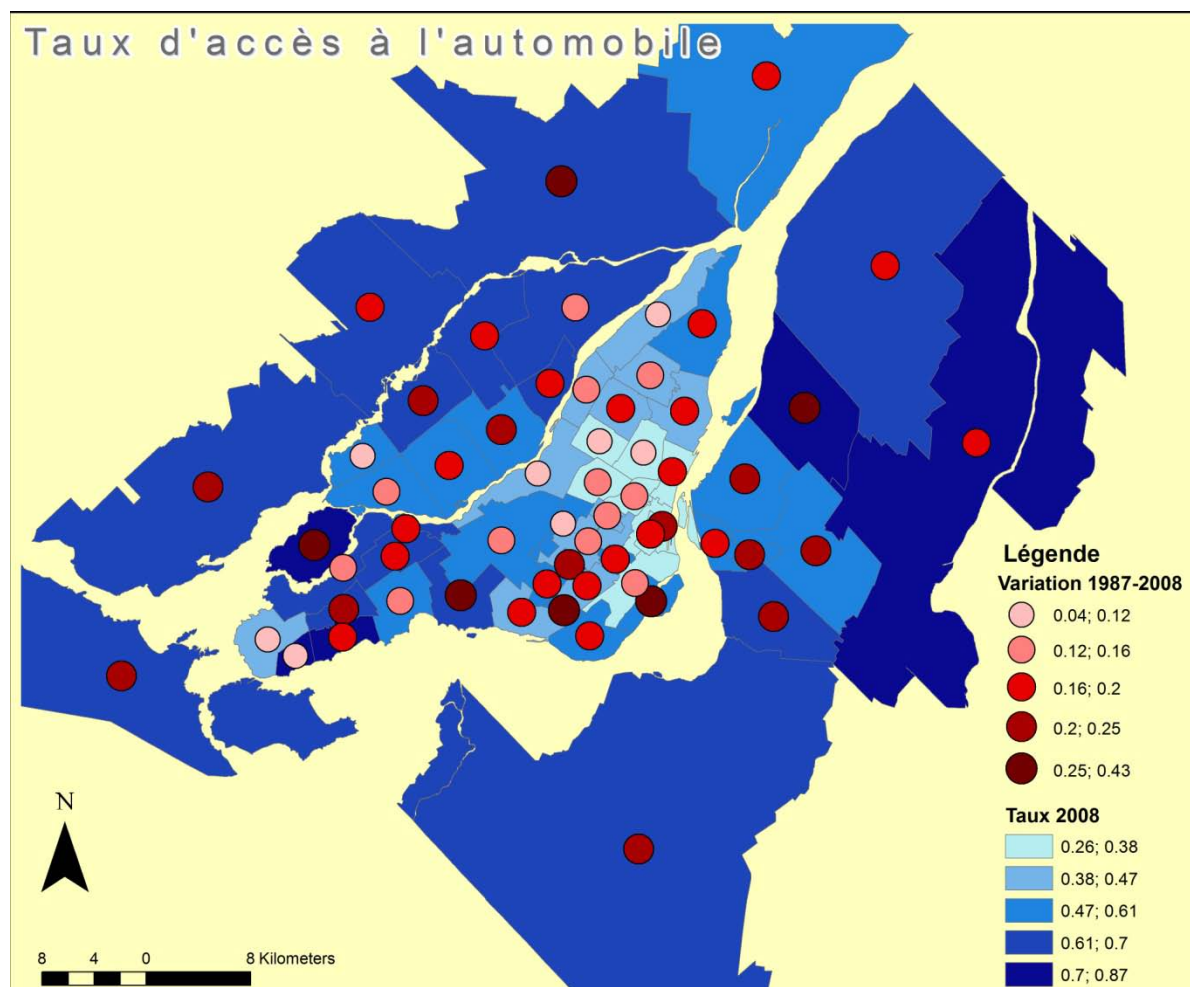 Taux d'accès à l'automobile
Légende
Variation 1987-2008
0.04; 0.12
0.12; 0.16
0.16; 0.2
0.2; 0.25
0.25; 0.43
Taux 2008
0.26; 0.38
0.38; 0.47
0.47; 0.61
0.61; 0.7
0.7; 0.87
N
8 4 0 8 Kilometers